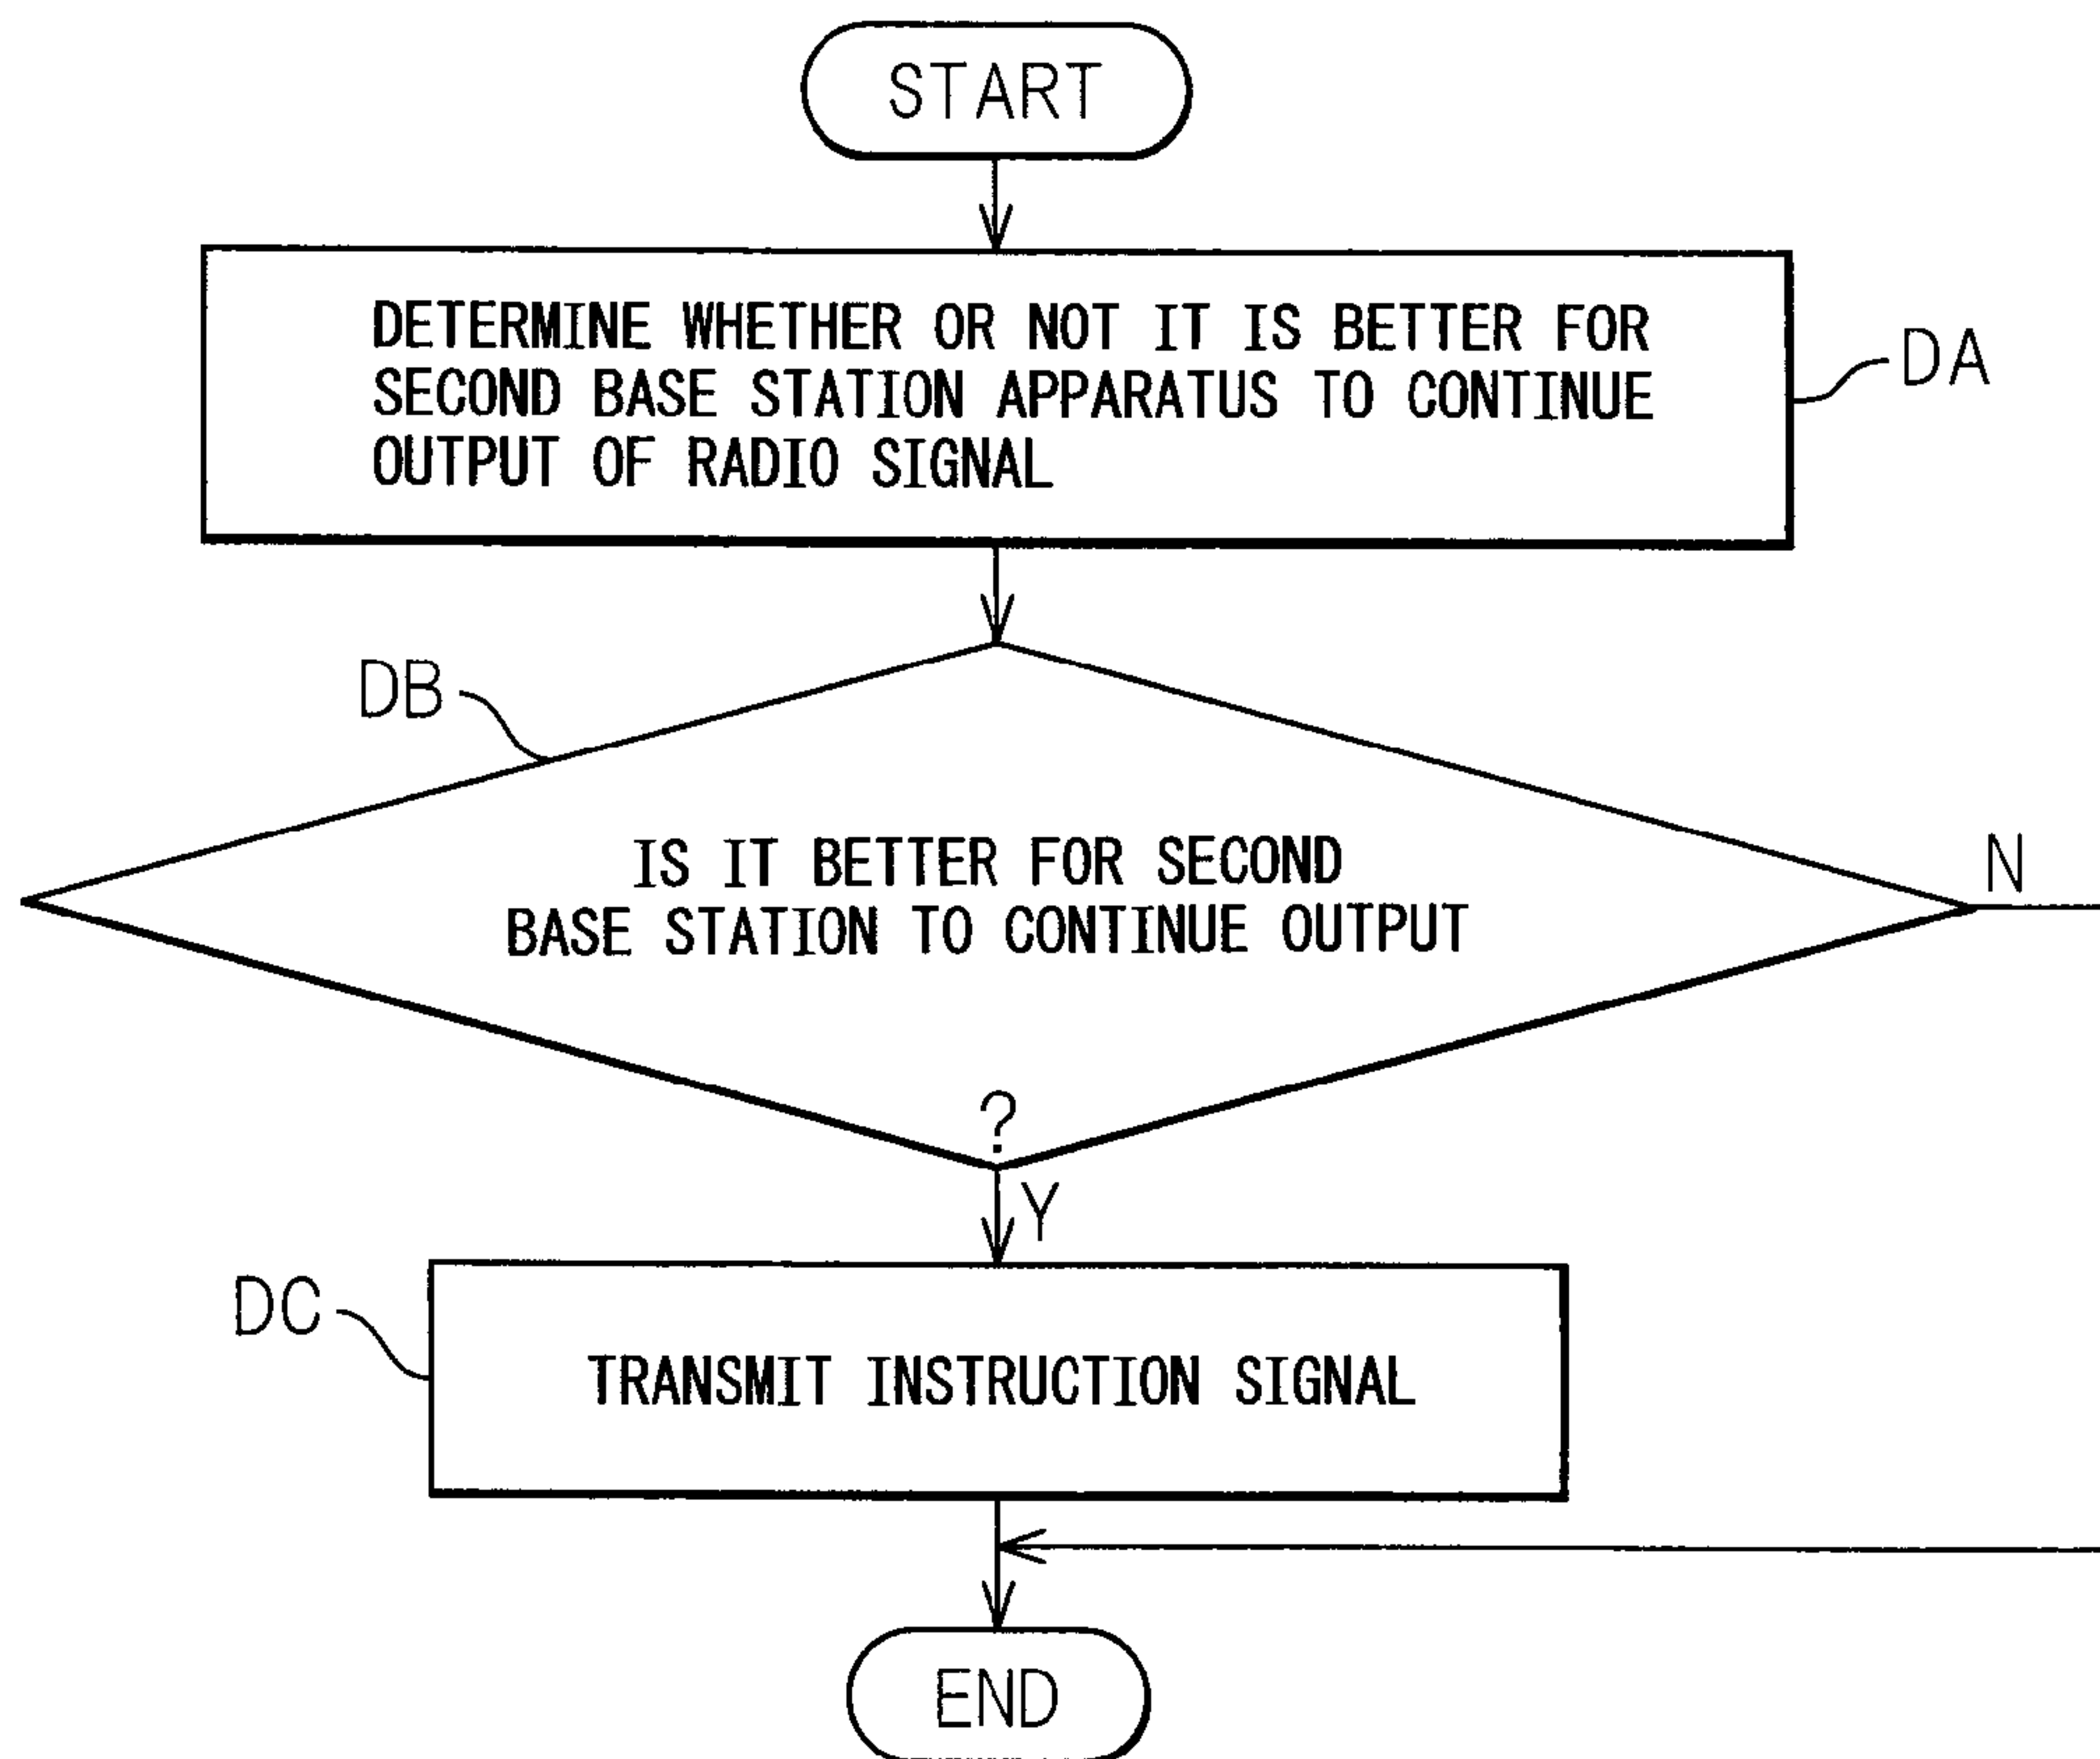 START
DETERMINE WHETHER OR NOT IT IS BETTER FOR
SECOND BASE STATION APPARATUS TO CONTINUE
OUTPUT OF RADIO SIGNAL
DA
DB
IS IT BETTER FOR SECOND
BASE STATION TO CONTINUE OUTPUT
?
N
Y
DC
TRANSMIT INSTRUCTION SIGNAL
END